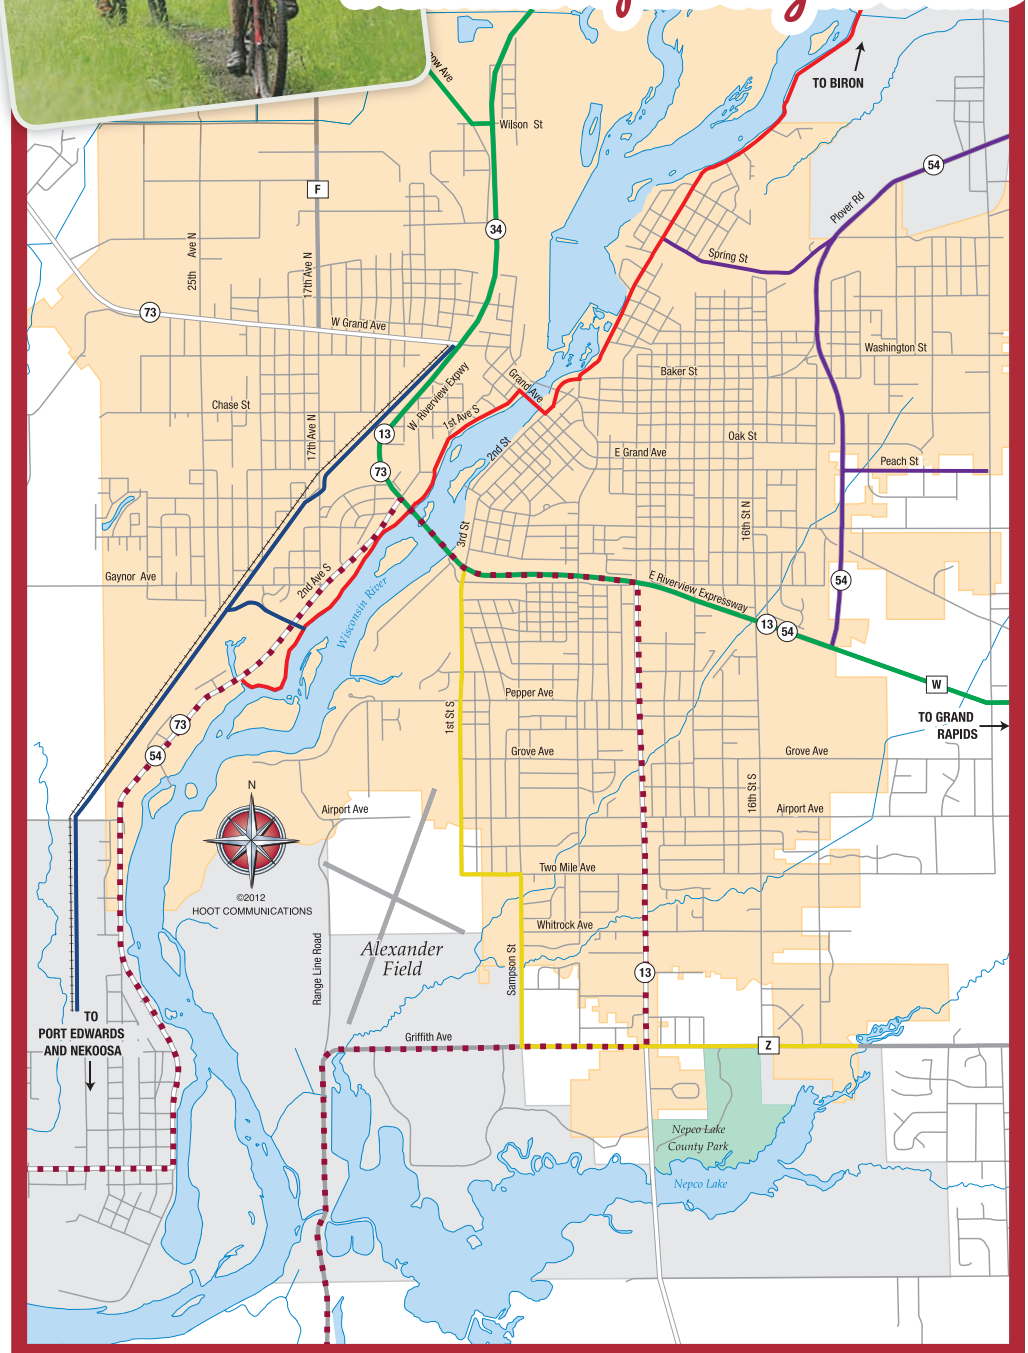 TO BIRON
Wilson St
54
F
Plover Rd
34
25th Ave N
17th Ave N
Spring St
73
W Grand Ave
Washington St
Baker St
Grand Ave
W. Riverview Expwy
Chase St
1st Ave S
17th Ave N
13
2nd St
Oak St
E Grand Ave
Peach St
73
16th St N
3rd St
Gaynor Ave
2nd Ave S
E Riverview Expressway
54
Wisconsin River
13
54
W
Pepper Ave
1st St S
TO GRAND
RAPIDS
73
54
Grove Ave
Grove Ave
N
16th St S
Airport Ave
Airport Ave
Two Mile Ave
©2012
HOOT COMMUNICATIONS
Whitrock Ave
Alexander
Field
Range Line Road
Sampson St
13
TO
PORT EDWARDS
AND NEKOOSA
Griffith Ave
Z
Nepco Lake
County Park
Nepco Lake